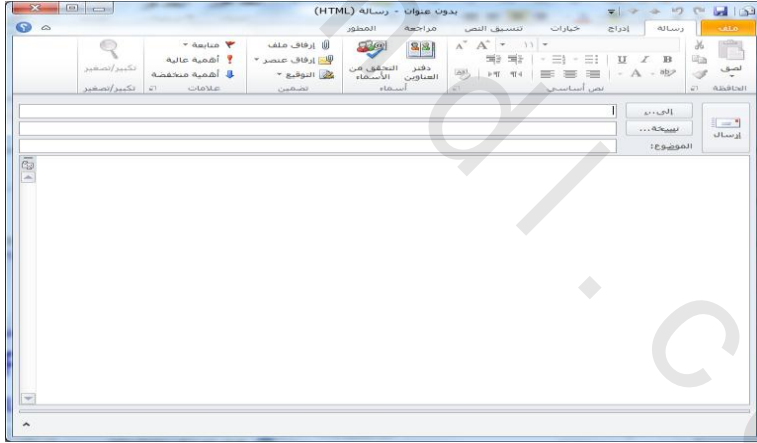 بدون عنوان - رسالة (HTML)
ملف رسالة إدراج خيارات تنسيق النص مراجعة المطور
لصق
الحافظة
B I U
A A
١١
نص أساسي
دفتر العناوين
التحقق من الأسماء
أسماء
إرفاق ملف
إرفاق عنصر
التوقيع
تضمين
متابعة
أهمية عالية
أهمية منخفضة
علامات
تكبير/تصغير
تكبير/تصغير
إرسال
إلى...
نسخة...
الموضوع: